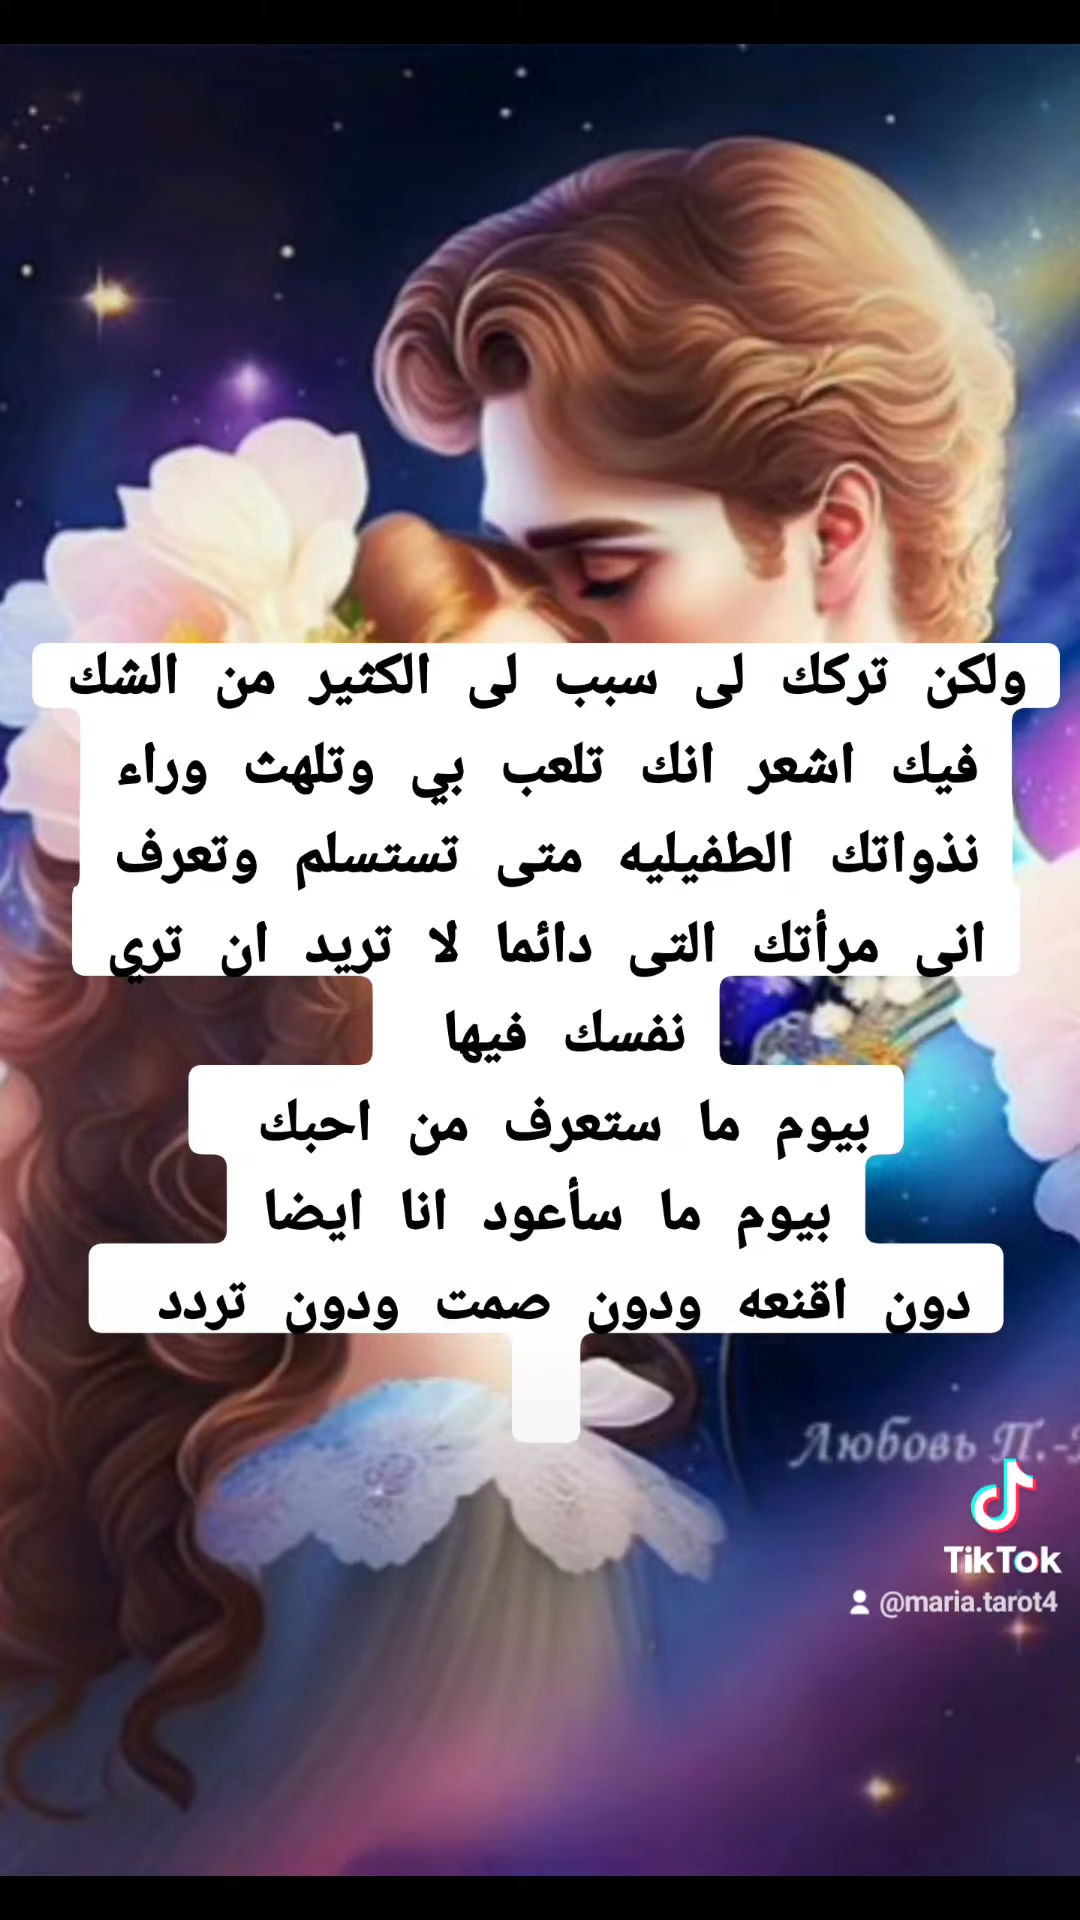 ولكن تركك لى سبب لى الكثير من الشك
فيك اشعر انك تلعب بي وتلهث وراء
نذواتك الطفيليه متى تستسلم وتعرف
انى مرأتك التى دائما لا تريد ان تري
نفسك فيها
بيوم ما ستعرف من احبك
بيوم ما سأعود انا ايضا
دون اقنعه ودون صمت ودون تردد
Любовь П.-
TikTok
@maria.tarot4